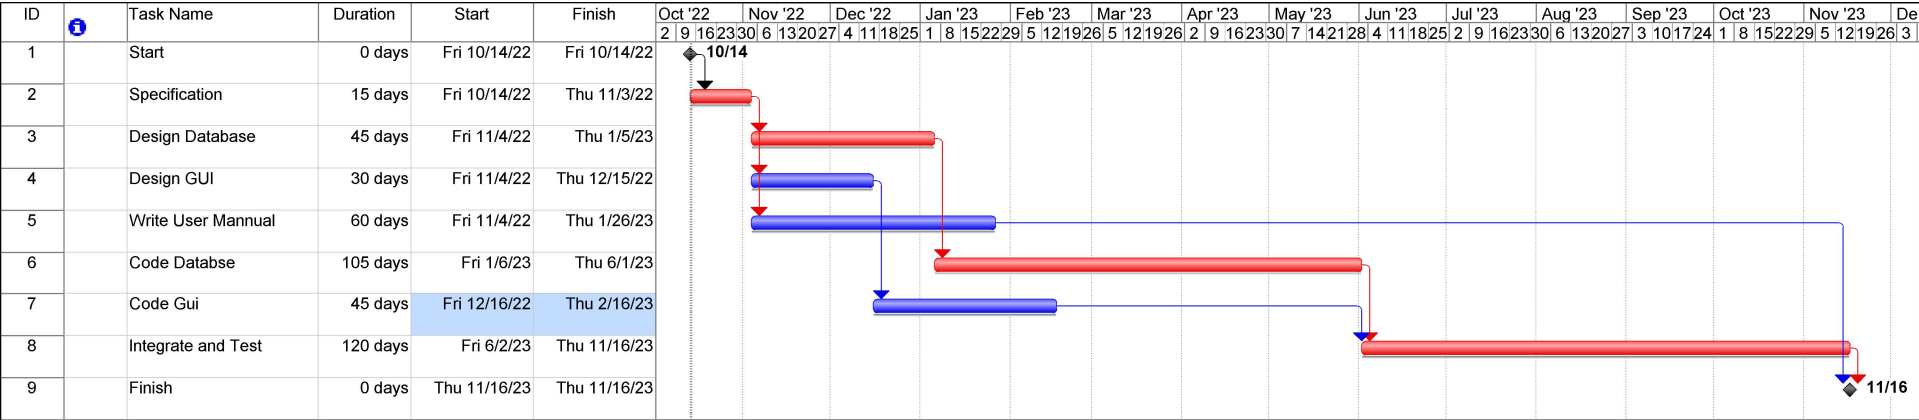 ID Task Name Duration Start Finish Oct '22 Nov '22 Dec '22 Jan '23 Feb '23 Mar '23 Apr '23 May '23 Jun '23 Jul '23 Aug '23 Sep '23 Oct '23 Nov '23 De
i 2 9 16 23 30 6 13 20 27 4 11 18 25 1 8 15 22 29 5 12 19 26 5 12 19 26 2 9 16 23 30 7 14 21 28 4 11 18 25 2 9 16 23 30 6 13 20 27 3 10 17 24 1 8 15 22 29 5 12 19 26 3
1 Start 0 days Fri 10/14/22 Fri 10/14/22 10/14
2 Specification 15 days Fri 10/14/22 Thu 11/3/22
3 Design Database 45 days Fri 11/4/22 Thu 1/5/23
4 Design GUI 30 days Fri 11/4/22 Thu 12/15/22
5 Write User Mannual 60 days Fri 11/4/22 Thu 1/26/23
6 Code Databse 105 days Fri 1/6/23 Thu 6/1/23
7 Code Gui 45 days Fri 12/16/22 Thu 2/16/23
8 Integrate and Test 120 days Fri 6/2/23 Thu 11/16/23
9 Finish 0 days Thu 11/16/23 Thu 11/16/23 11/16